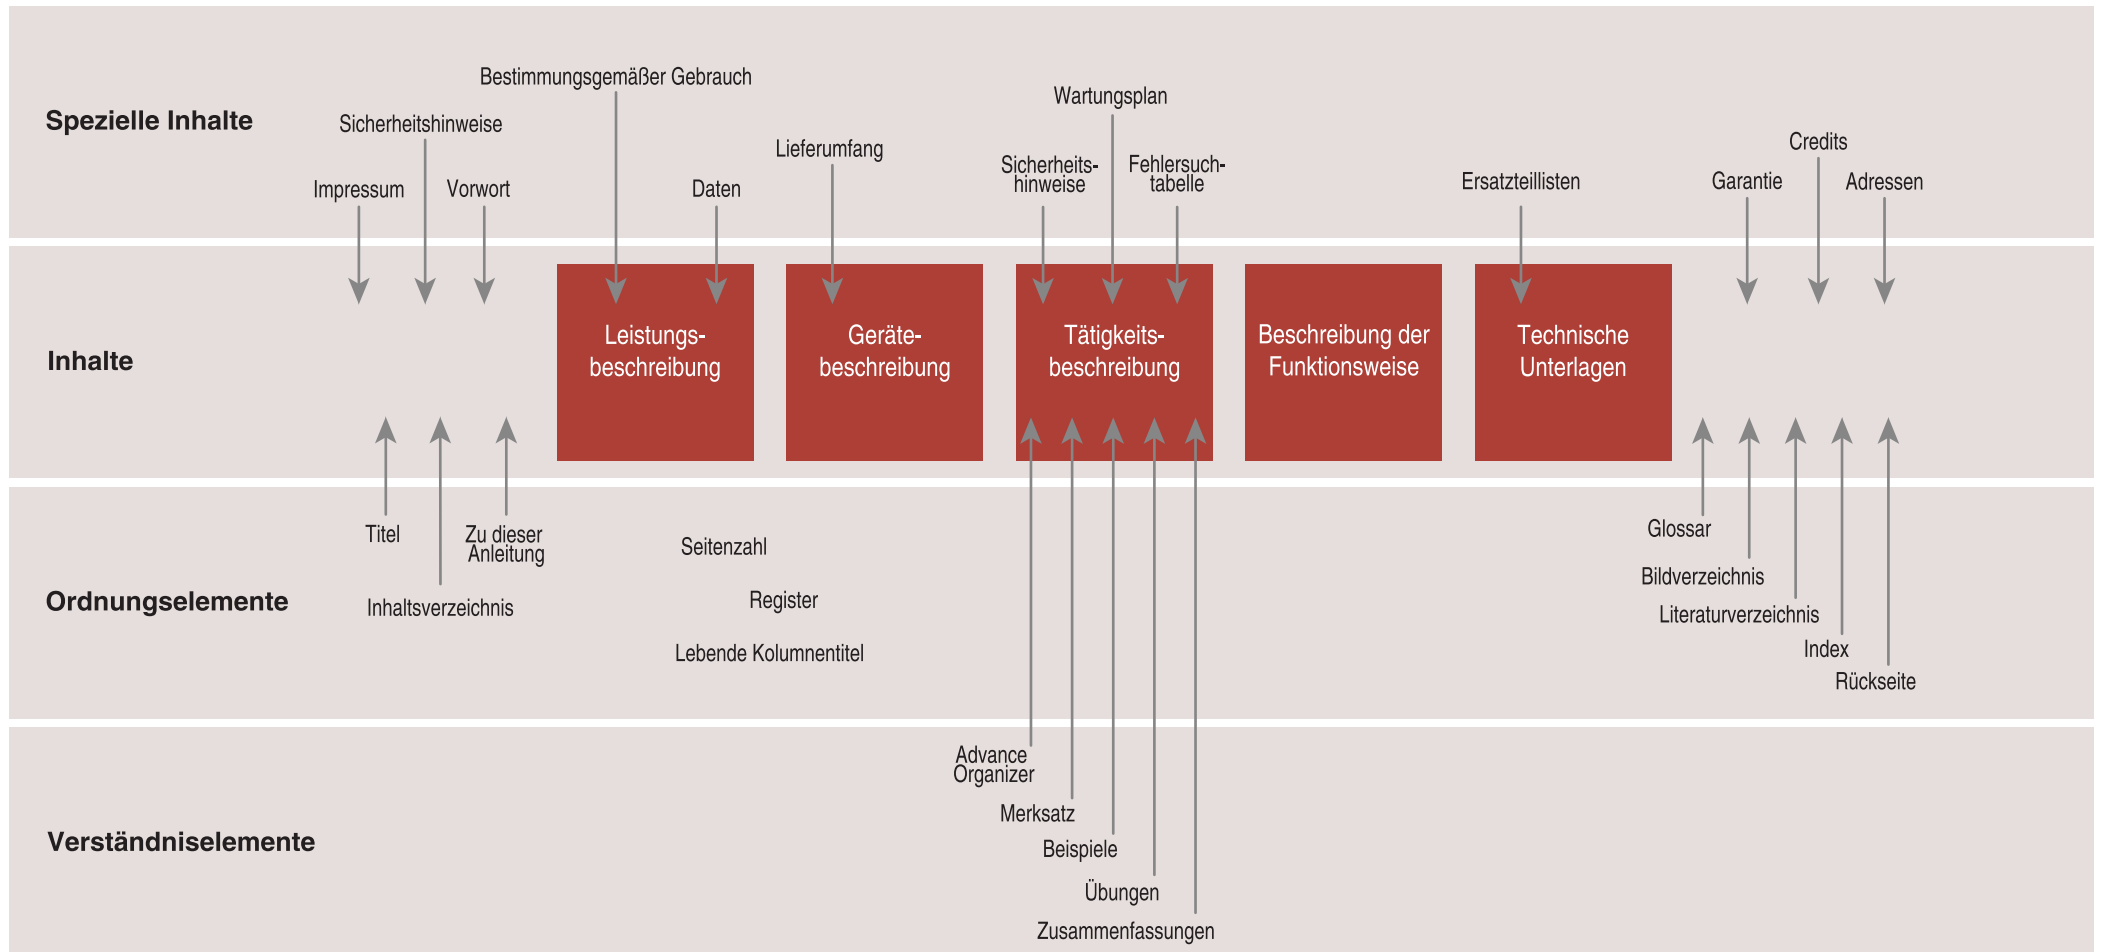 Spezielle Inhalte
Bestimmungsgemäßer Gebrauch
Wartungsplan
Sicherheitshinweise
Credits
Lieferumfang
Sicherheits-
hinweise
Fehlersuch-
tabelle
Impressum
Vorwort
Daten
Ersatzteillisten
Garantie
Adressen
Inhalte
Leistungs-
beschreibung
Geräte-
beschreibung
Tätigkeits-
beschreibung
Beschreibung der
Funktionsweise
Technische
Unterlagen
Ordnungselemente
Titel
Zu dieser
Anleitung
Inhaltsverzeichnis
Seitenzahl
Register
Lebende Kolumnentitel
Glossar
Bildverzeichnis
Literaturverzeichnis
Index
Rückseite
Verständniselemente
Advance
Organizer
Merksatz
Beispiele
Übungen
Zusammenfassungen